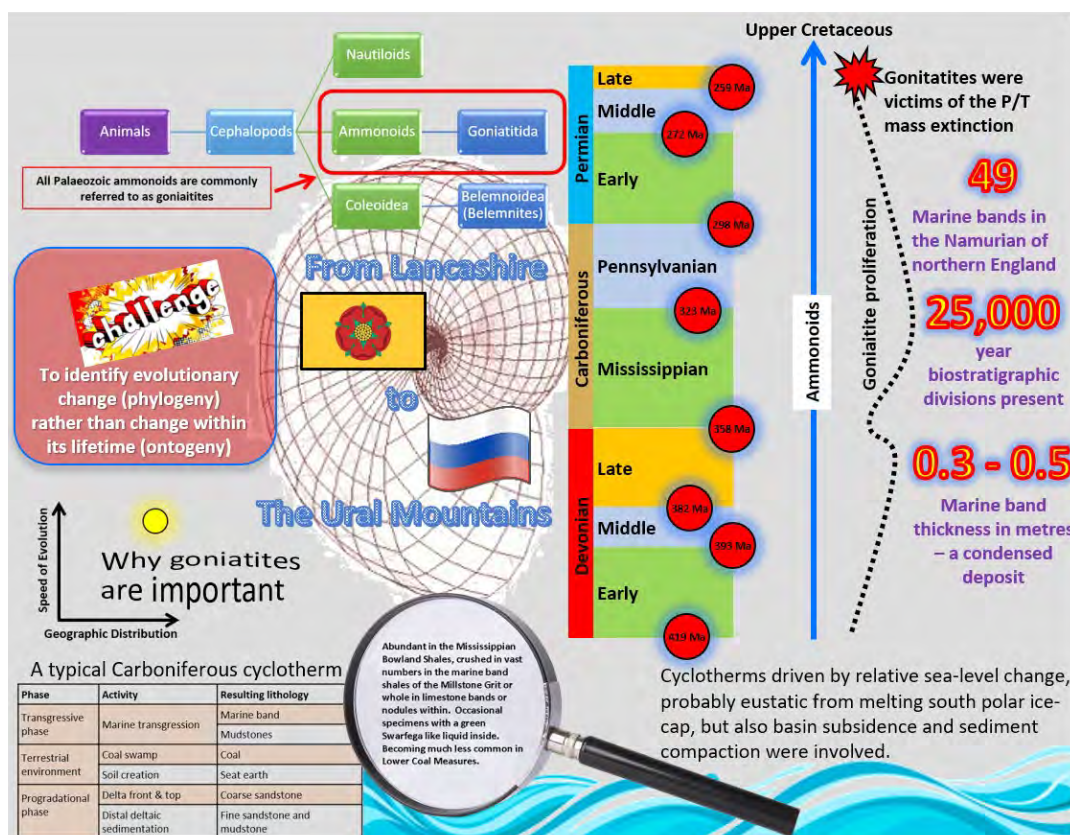 Nautiloids
Animals
Cephalopods
Ammonoids
Goniatitida
All Palaeozoic ammonoids are commonly
referred to as goniaitites
Coleoidea
Belemnoidea
(Belemnites)
challenge
To identify evolutionary
change (phylogeny)
rather than change within
its lifetime (ontogeny)
From Lancashire
to
The Ural Mountains
Speed of Evolution
Geographic Distribution
Why goniatites
are important
Permian
Late
Middle
Early
Carboniferous
Pennsylvanian
Mississippian
Devonian
Late
Middle
Early
259 Ma
272 Ma
298 Ma
323 Ma
358 Ma
382 Ma
393 Ma
419 Ma
Upper Cretaceous
Ammonoids
Goniaitite proliferation
Gonitatites were
victims of the P/T
mass extinction
49
Marine bands in
the Namurian of
northern England
25,000
year
biostratigraphic
divisions present
0.3 - 0.5
Marine band
thickness in metres
– a condensed
deposit
A typical Carboniferous cyclotherm
Phase Activity Resulting lithology
Transgressive
phase
Marine transgression
Marine band
Mudstones
Terrestrial
environment
Coal swamp
Coal
Soil creation
Seat earth
Progradational
phase
Delta front & top
Coarse sandstone
Distal deltaic
sedimentation
Fine sandstone and
mudstone
Abundant in the Mississippian
Bowland Shales, crushed in vast
numbers in the marine band
shales of the Millstone Grit or
whole in limestone bands or
nodules within. Occasional
specimens with a green
Swarfega like liquid inside.
Becoming much less common in
Lower Coal Measures.
Cyclotherms driven by relative sea-level change,
probably eustatic from melting south polar ice-
cap, but also basin subsidence and sediment
compaction were involved.